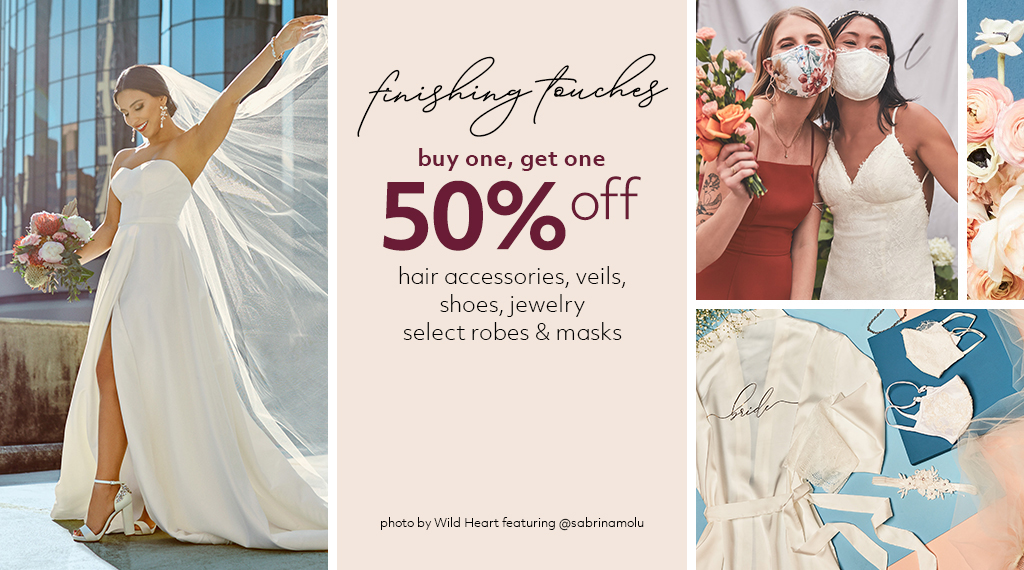 finishing touches
buy one, get one
50% off
hair accessories, veils,
shoes, jewelry
select robes & masks
photo by Wild Heart featuring @sabrinamolu
bride